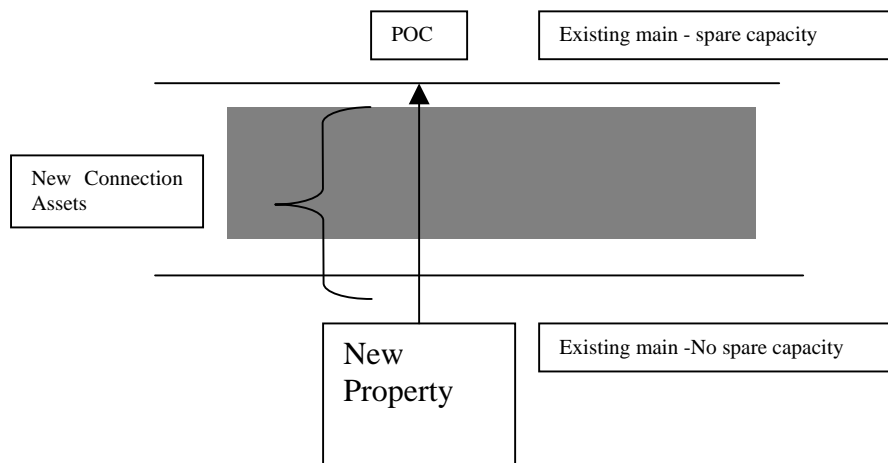 POC
Existing main - spare capacity
New Connection
Assets
New
Property
Existing main -No spare capacity